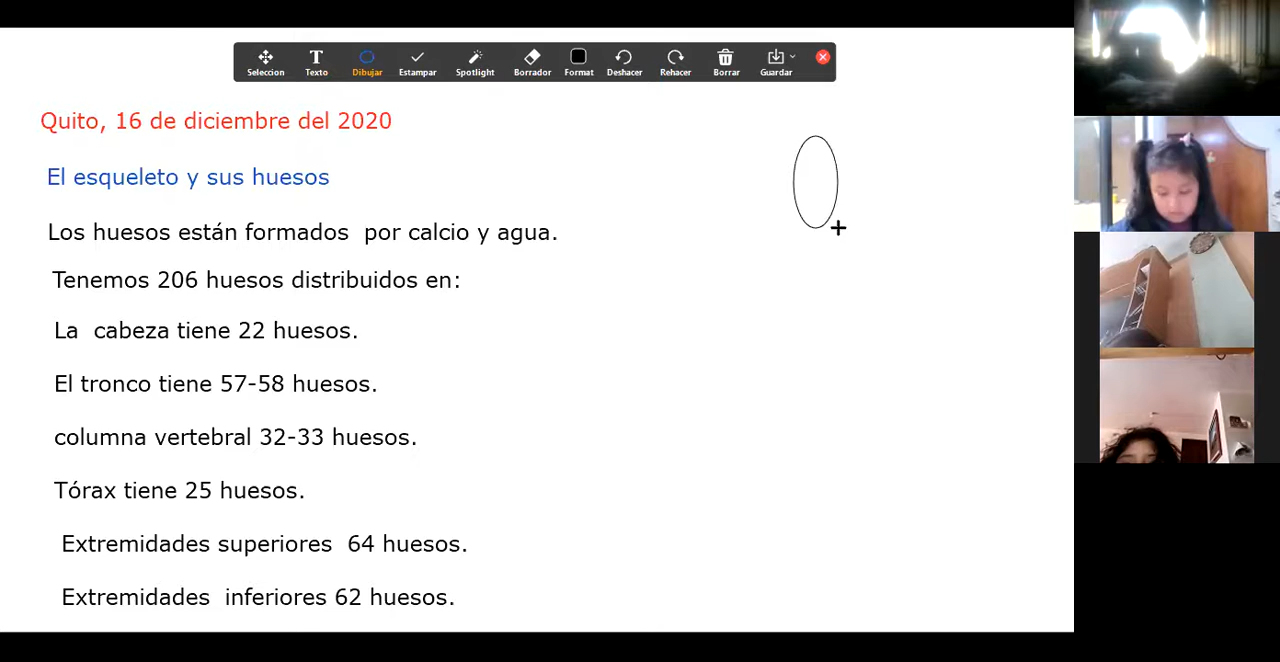 Seleccion Texto Dibujar Estampar Spotlight Borrador Format Deshacer Rehacer Borrar Guardar
Quito, 16 de diciembre del 2020
El esqueleto y sus huesos
Los huesos están formados por calcio y agua.
Tenemos 206 huesos distribuidos en:
La cabeza tiene 22 huesos.
El tronco tiene 57-58 huesos.
columna vertebral 32-33 huesos.
Tórax tiene 25 huesos.
Extremidades superiores 64 huesos.
Extremidades inferiores 62 huesos.